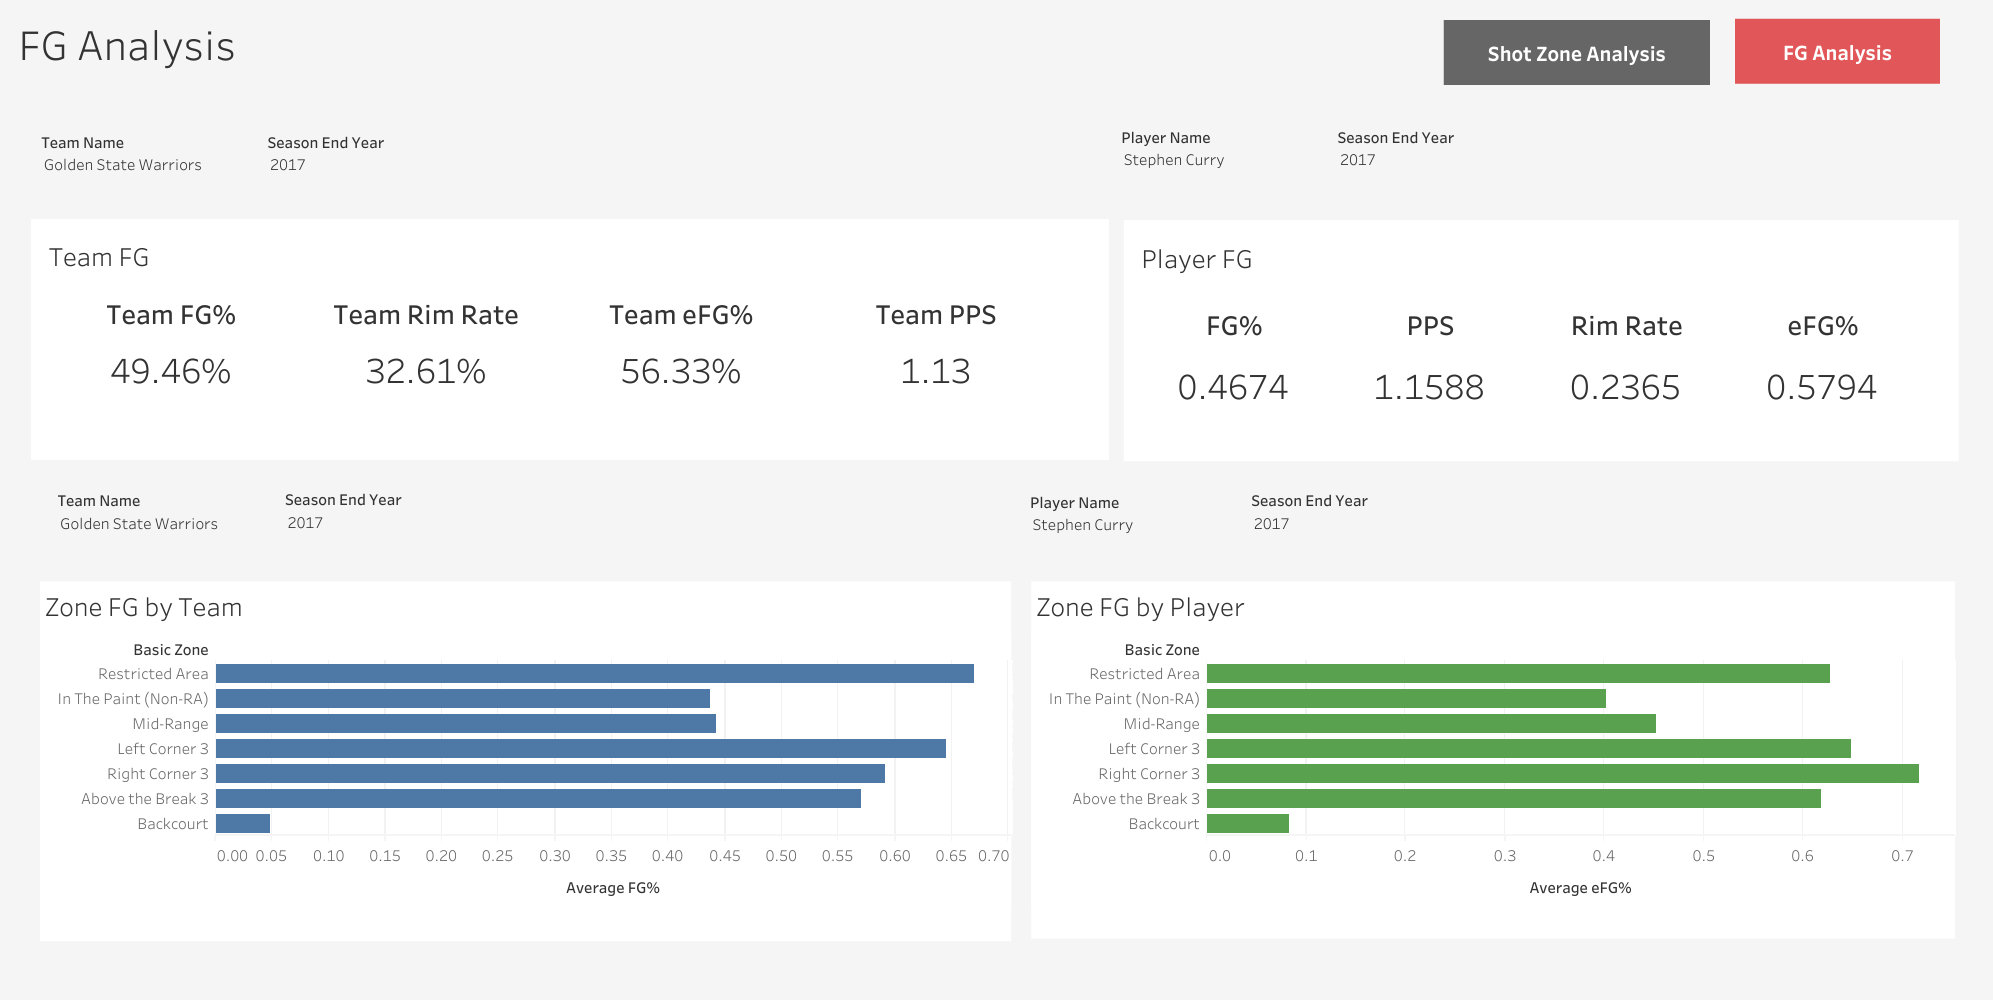 FG Analysis
Shot Zone Analysis
FG Analysis
Team Name
Golden State Warriors
Season End Year
2017
Player Name
Stephen Curry
Season End Year
2017
Team FG
Team FG% Team Rim Rate Team eFG% Team PPS
49.46% 32.61% 56.33% 1.13
Player FG
FG% PPS Rim Rate eFG%
0.4674 1.1588 0.2365 0.5794
Team Name
Golden State Warriors
Season End Year
2017
Player Name
Stephen Curry
Season End Year
2017
Zone FG by Team
Basic Zone
Restricted Area
In The Paint (Non-RA)
Mid-Range
Left Corner 3
Right Corner 3
Above the Break 3
Backcourt
0.00 0.05 0.10 0.15 0.20 0.25 0.30 0.35 0.40 0.45 0.50 0.55 0.60 0.65 0.70
Average FG%
Zone FG by Player
Basic Zone
Restricted Area
In The Paint (Non-RA)
Mid-Range
Left Corner 3
Right Corner 3
Above the Break 3
Backcourt
0.0 0.1 0.2 0.3 0.4 0.5 0.6 0.7
Average eFG%